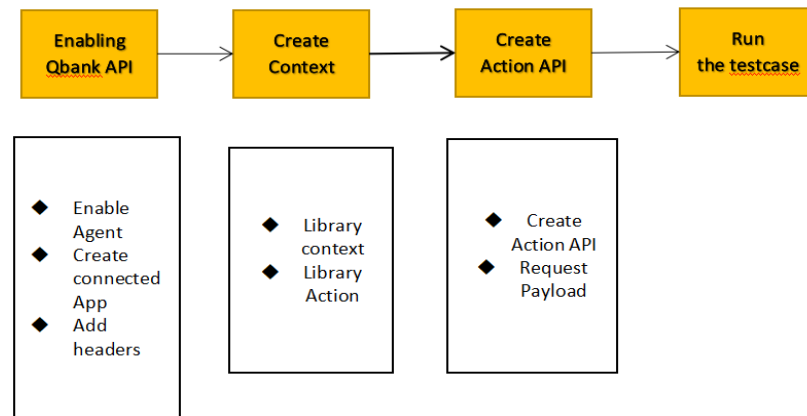 Enabling
Qbank API
Create
Context
Create
Action API
Run
the testcase
Enable
Agent
Create
connected
App
Add
headers
Library
context
Library
Action
Create
Action API
Request
Payload